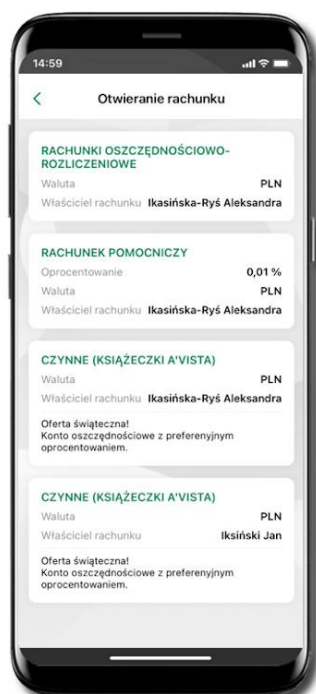 14:59
Otwieranie rachunku
RACHUNKI OSZCZĘDNOŚCIOWO-
ROZLICZENIOWE
Waluta PLN
Właściciel rachunku Ikasińska-Ryś Aleksandra
RACHUNEK POMOCNICZY
Oprocentowanie 0,01 %
Waluta PLN
Właściciel rachunku Ikasińska-Ryś Aleksandra
CZYNNE (KSIĄŻECZKI A'VISTA)
Waluta PLN
Właściciel rachunku Ikasińska-Ryś Aleksandra
Oferta świąteczna!
Konto oszczędnościowe z preferenyjnym
oprocentowaniem.
CZYNNE (KSIĄŻECZKI A'VISTA)
Waluta PLN
Właściciel rachunku Iksiński Jan
Oferta świąteczna!
Konto oszczędnościowe z preferenyjnym
oprocentowaniem.